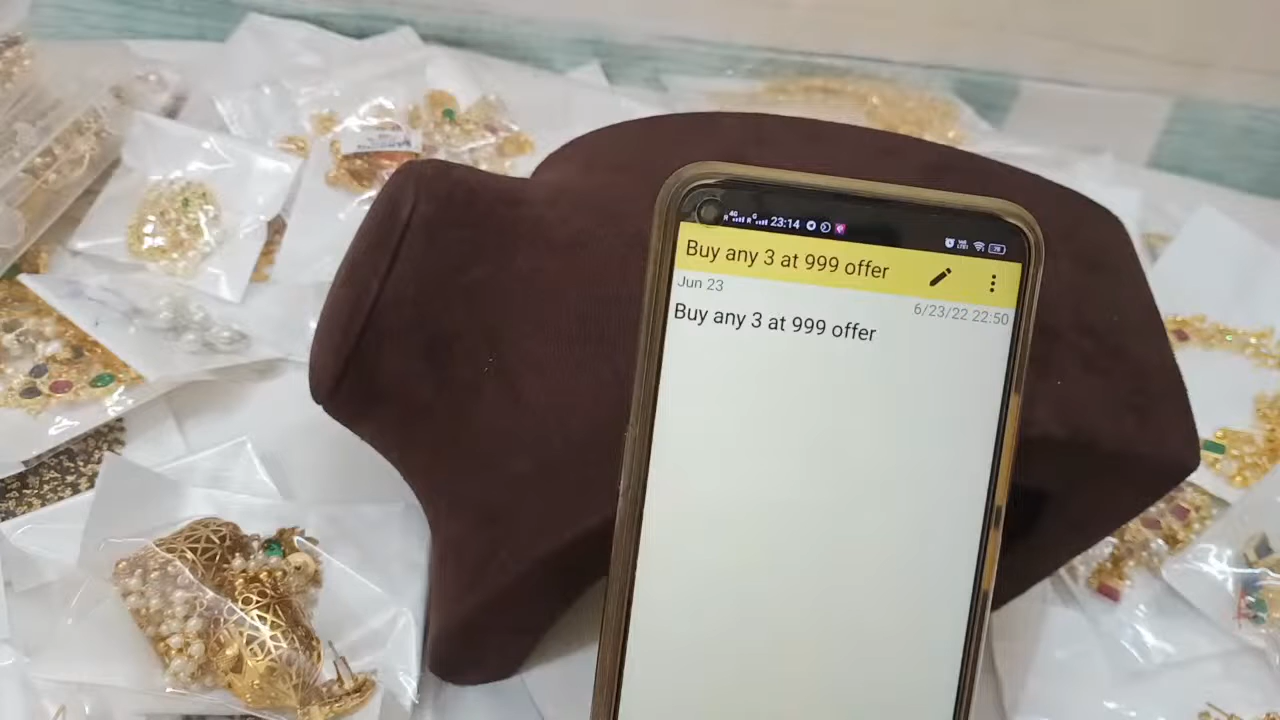 23:14
Buy any 3 at 999 offer
Jun 23
6/23/22 22:50
Buy any 3 at 999 offer